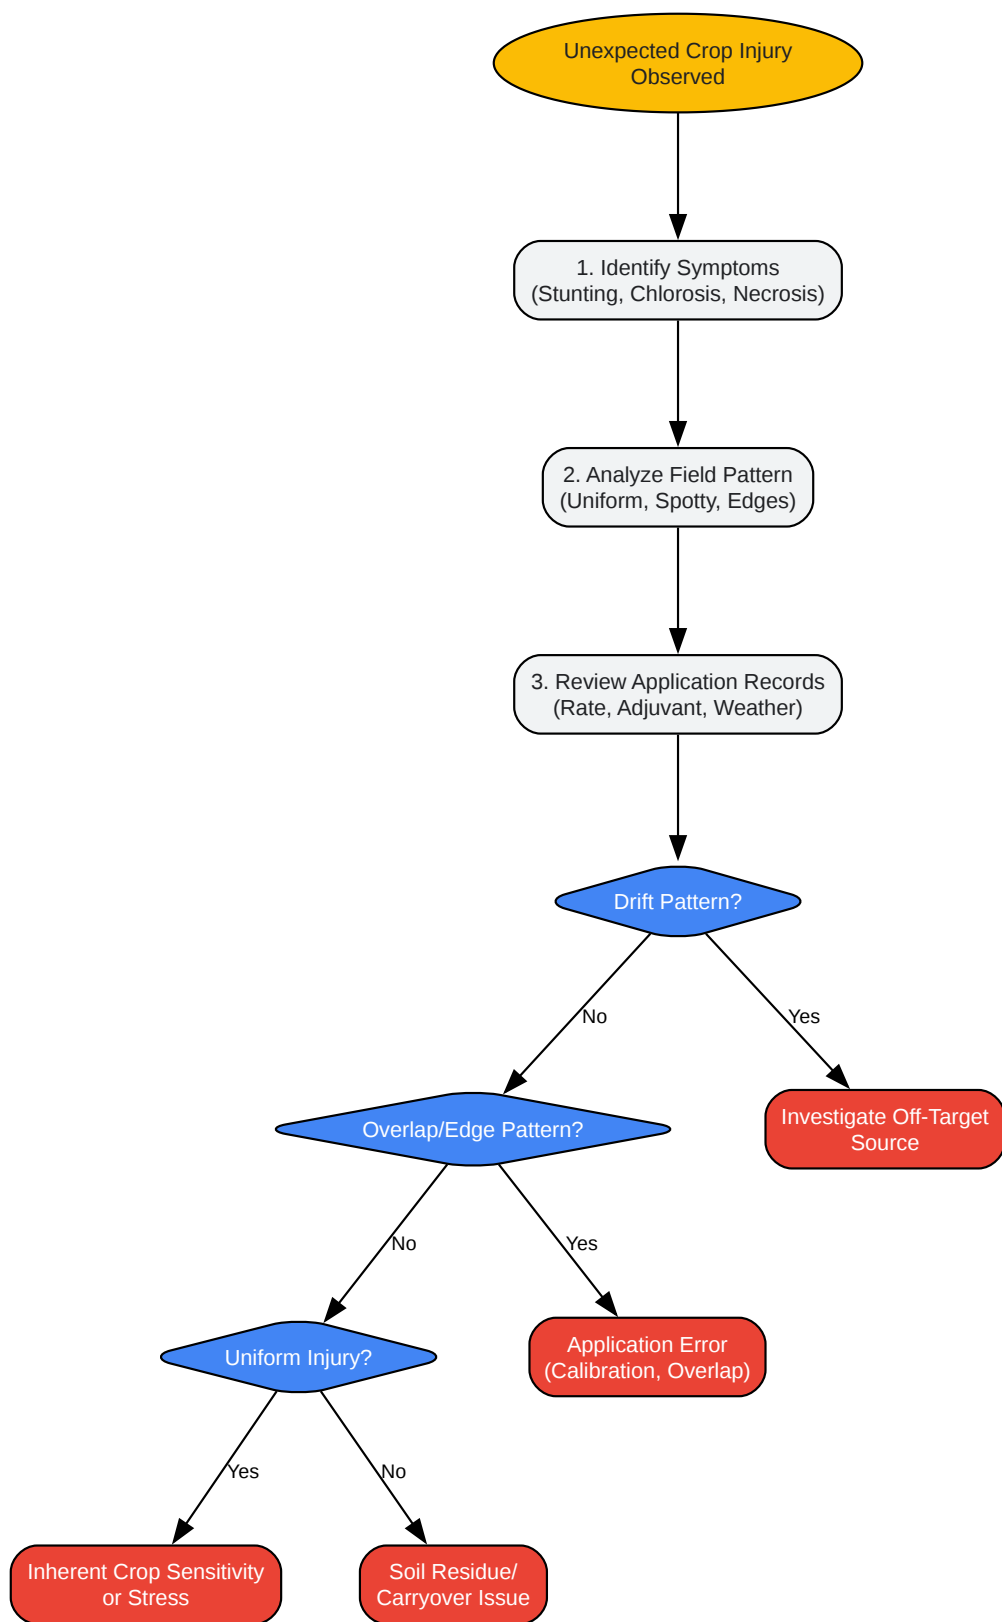 Unexpected Crop Injury
Observed
1. Identify Symptoms
(Stunting, Chlorosis, Necrosis)
2. Analyze Field Pattern
(Uniform, Spotty, Edges)
3. Review Application Records
(Rate, Adjuvant, Weather)
Drift Pattern?
No
Yes
Overlap/Edge Pattern?
Investigate Off-Target
Source
No
Yes
Uniform Injury?
Application Error
(Calibration, Overlap)
Yes
No
Inherent Crop Sensitivity
or Stress
Soil Residue/
Carryover Issue